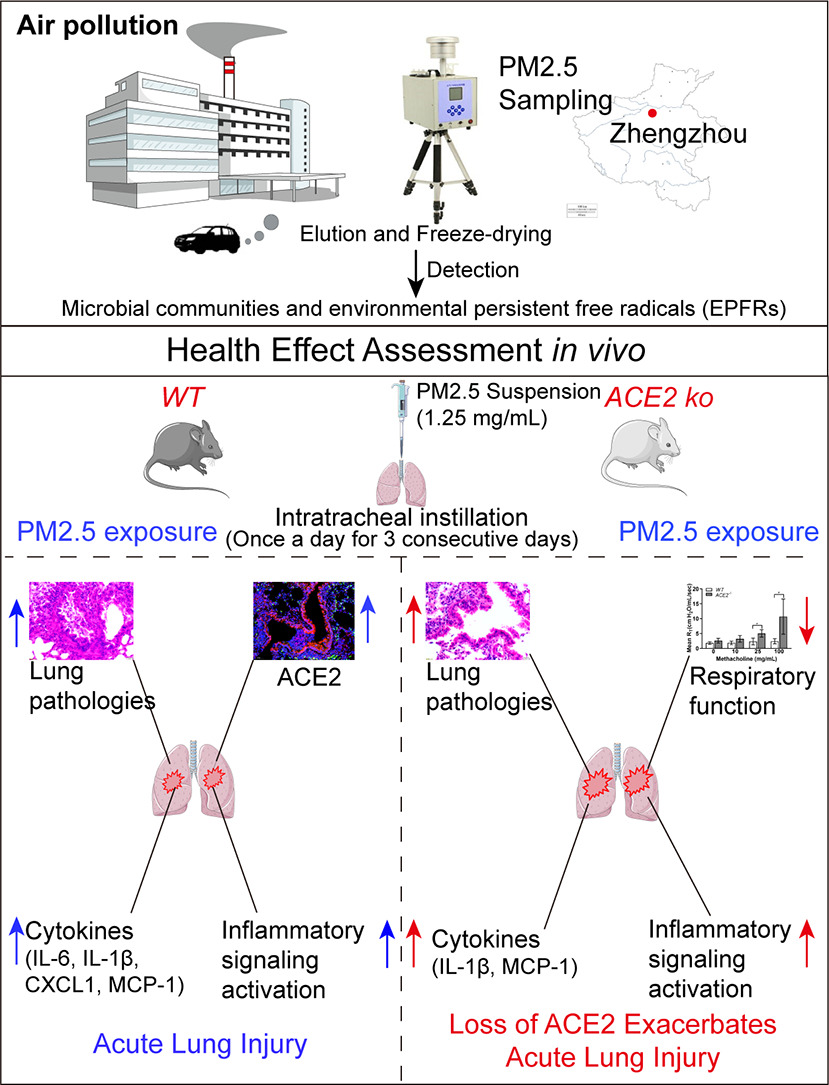 Air pollution
PM2.5
Sampling
Zhengzhou
Elution and Freeze-drying
Detection
Microbial communities and environmental persistent free radicals (EPFRs)
Health Effect Assessment in vivo
WT
PM2.5 Suspension
(1.25 mg/mL)
ACE2 ko
PM2.5 exposure
Intratracheal instillation
(Once a day for 3 consecutive days)
PM2.5 exposure
Lung
pathologies
ACE2
Lung
pathologies
WT
ACE2
Mean
(cm H2O/mL/sec)
15
10
5
0
0
10
25
100
Methacholine (mg/mL)
Respiratory
function
Cytokines
(IL-6, IL-1β,
CXCL1, MCP-1)
Inflammatory
signaling
activation
Cytokines
(IL-1β, MCP-1)
Inflammatory
signaling
activation
Acute Lung Injury
Loss of ACE2 Exacerbates
Acute Lung Injury